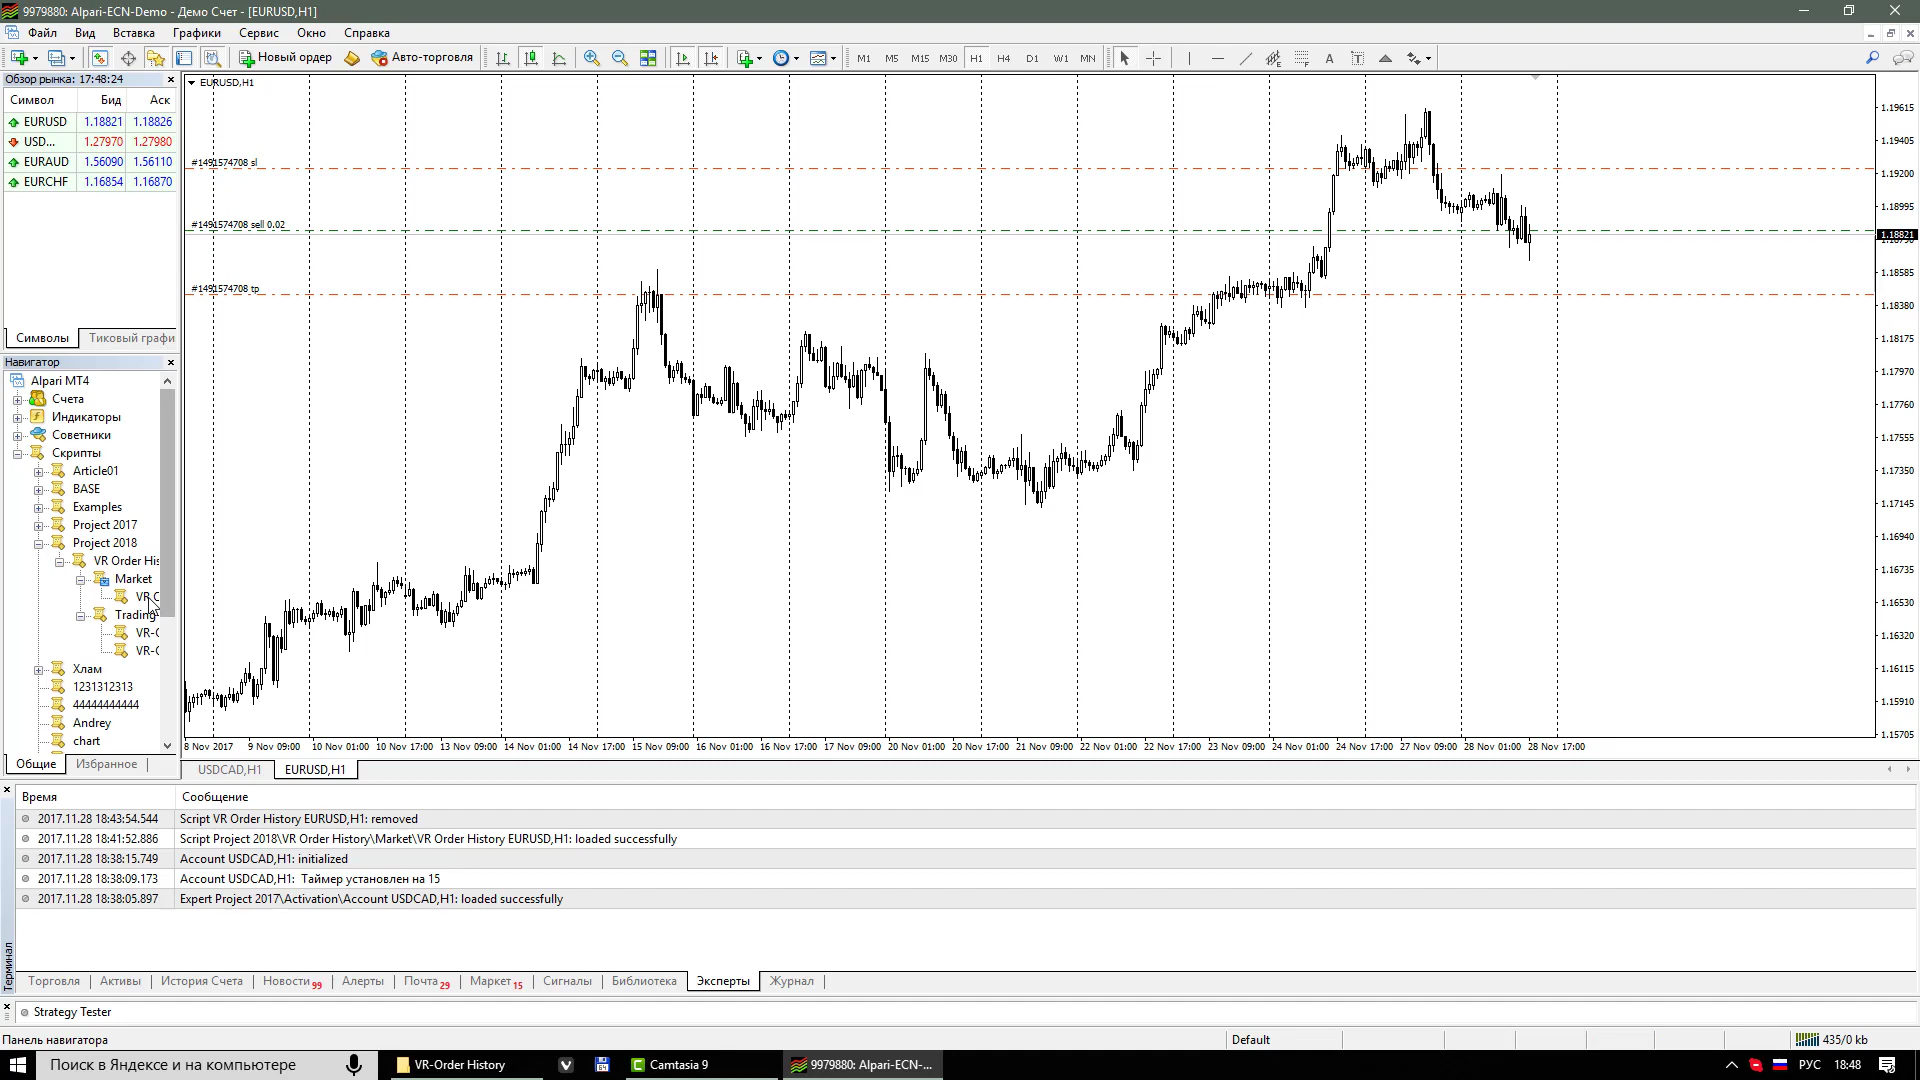 9979880: Alpari-ECN-Demo - Демо Счет - [EURUSD,H1]
Файл Вид Вставка Графики Сервис Окно Справка
Новый ордер Авто-торговля M1 M5 M15 M30 H1 H4 D1 W1 MN A T
Обзор рынка: 17:48:24
Символ Бид Аск
EURUSD 1.18821 1.18826
USD... 1.27970 1.27980
EURAUD 1.56090 1.56110
EURCHF 1.16854 1.16870
Символы Тиковый графи
Навигатор
Alpari MT4
Счета
Индикаторы
Советники
Скрипты
Article01
BASE
Examples
Project 2017
Project 2018
VR Order His
Market
VR C
Trading
VR-C
VR-C
Хлам
1231312313
44444444444
Andrey
chart
Общие Избранное
EURUSD,H1
#1491574708 sl
#1491574708 sell 0.02
#1491574708 tp
1.19615
1.19405
1.19200
1.18995
1.18821
1.18585
1.18380
1.18175
1.17970
1.17760
1.17555
1.17350
1.17145
1.16940
1.16735
1.16530
1.16320
1.16115
1.15910
1.15705
8 Nov 2017 9 Nov 09:00 10 Nov 01:00 10 Nov 17:00 13 Nov 09:00 14 Nov 01:00 14 Nov 17:00 15 Nov 09:00 16 Nov 01:00 16 Nov 17:00 17 Nov 09:00 20 Nov 01:00 20 Nov 17:00 21 Nov 09:00 22 Nov 01:00 22 Nov 17:00 23 Nov 09:00 24 Nov 01:00 24 Nov 17:00 27 Nov 09:00 28 Nov 01:00 28 Nov 17:00
USDCAD,H1 EURUSD,H1
Время Сообщение
2017.11.28 18:43:54.544 Script VR Order History EURUSD,H1: removed
2017.11.28 18:41:52.886 Script Project 2018\VR Order History\Market\VR Order History EURUSD,H1: loaded successfully
2017.11.28 18:38:15.749 Account USDCAD,H1: initialized
2017.11.28 18:38:09.173 Account USDCAD,H1: Таймер установлен на 15
2017.11.28 18:38:05.897 Expert Project 2017\Activation\Account USDCAD,H1: loaded successfully
Терминал
Торговля Активы История Счета Новости 99 Алерты Почта 29 Маркет 15 Сигналы Библиотека Эксперты Журнал
Strategy Tester
Панель навигатора Default 435/0 kb
Поиск в Яндексе и на компьютере VR-Order History Camtasia 9 9979880: Alpari-ECN-... РУС 18:48